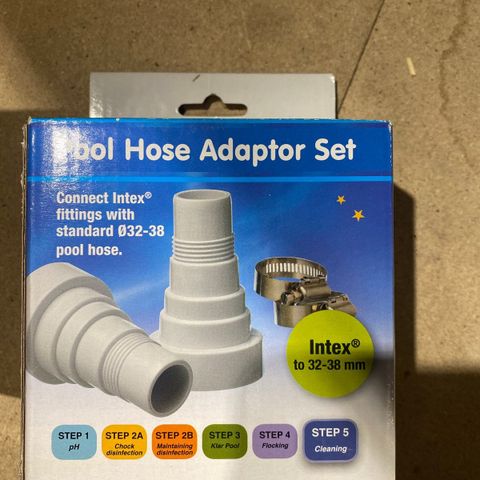 Pool Hose Adaptor Set
Connect Intex®
fittings with
standard Ø32-38
pool hose.
Intex®
to 32-38 mm
STEP 1
pH
STEP 2A
Chock
disinfection
STEP 2B
Maintaining
disinfection
STEP 3
Klar Pool
STEP 4
Flocking
STEP 5
Cleaning